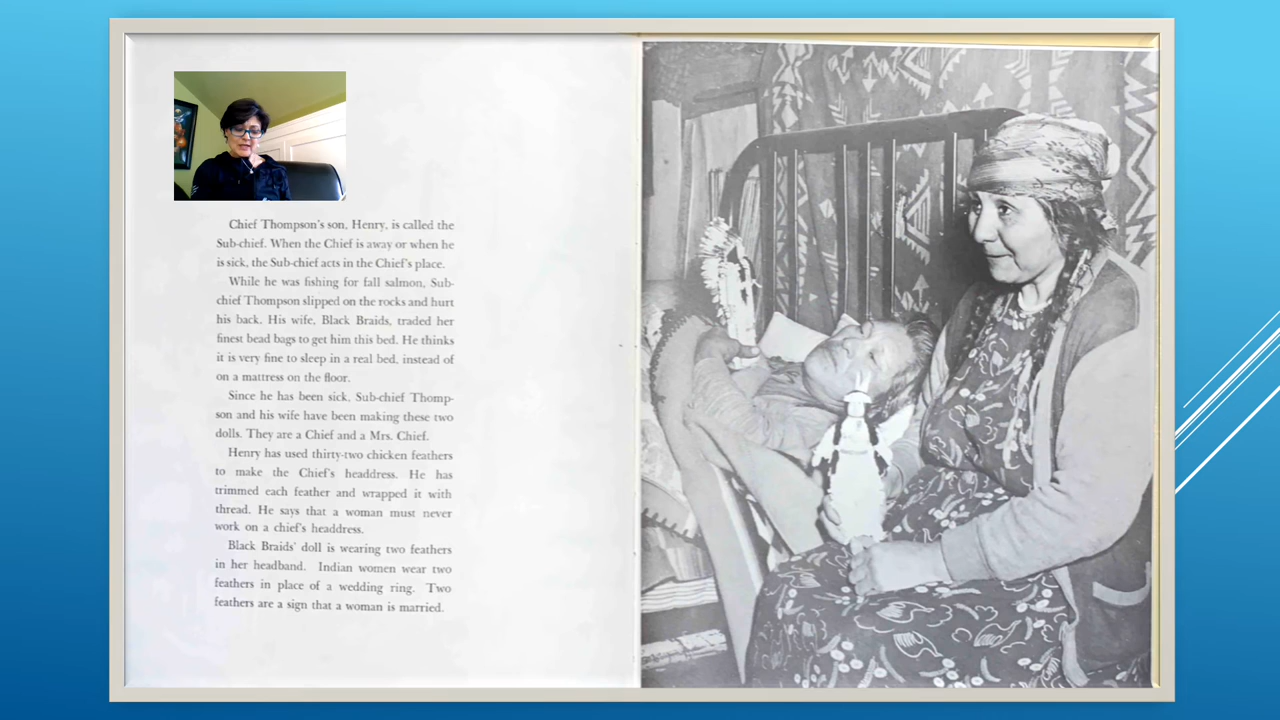 Chief Thompson's son, Henry, is called the
Sub-chief. When the Chief is away or when he
is sick, the Sub-chief acts in the Chief's place.
While he was fishing for fall salmon, Sub-
chief Thompson slipped on the rocks and hurt
his back. His wife, Black Braids, traded her
finest bead bags to get him this bed. He thinks
it is very fine to sleep in a real bed, instead of
on a mattress on the floor.
Since he has been sick, Sub-chief Thomp-
son and his wife have been making these two
dolls. They are a Chief and a Mrs. Chief.
Henry has used thirty-two chicken feathers
to make the Chief's headdress. He has
trimmed each feather and wrapped it with
thread. He says that a woman must never
work on a chief's headdress.
Black Braids' doll is wearing two feathers
in her headband. Indian women wear two
feathers in place of a wedding ring. Two
feathers are a sign that a woman is married.